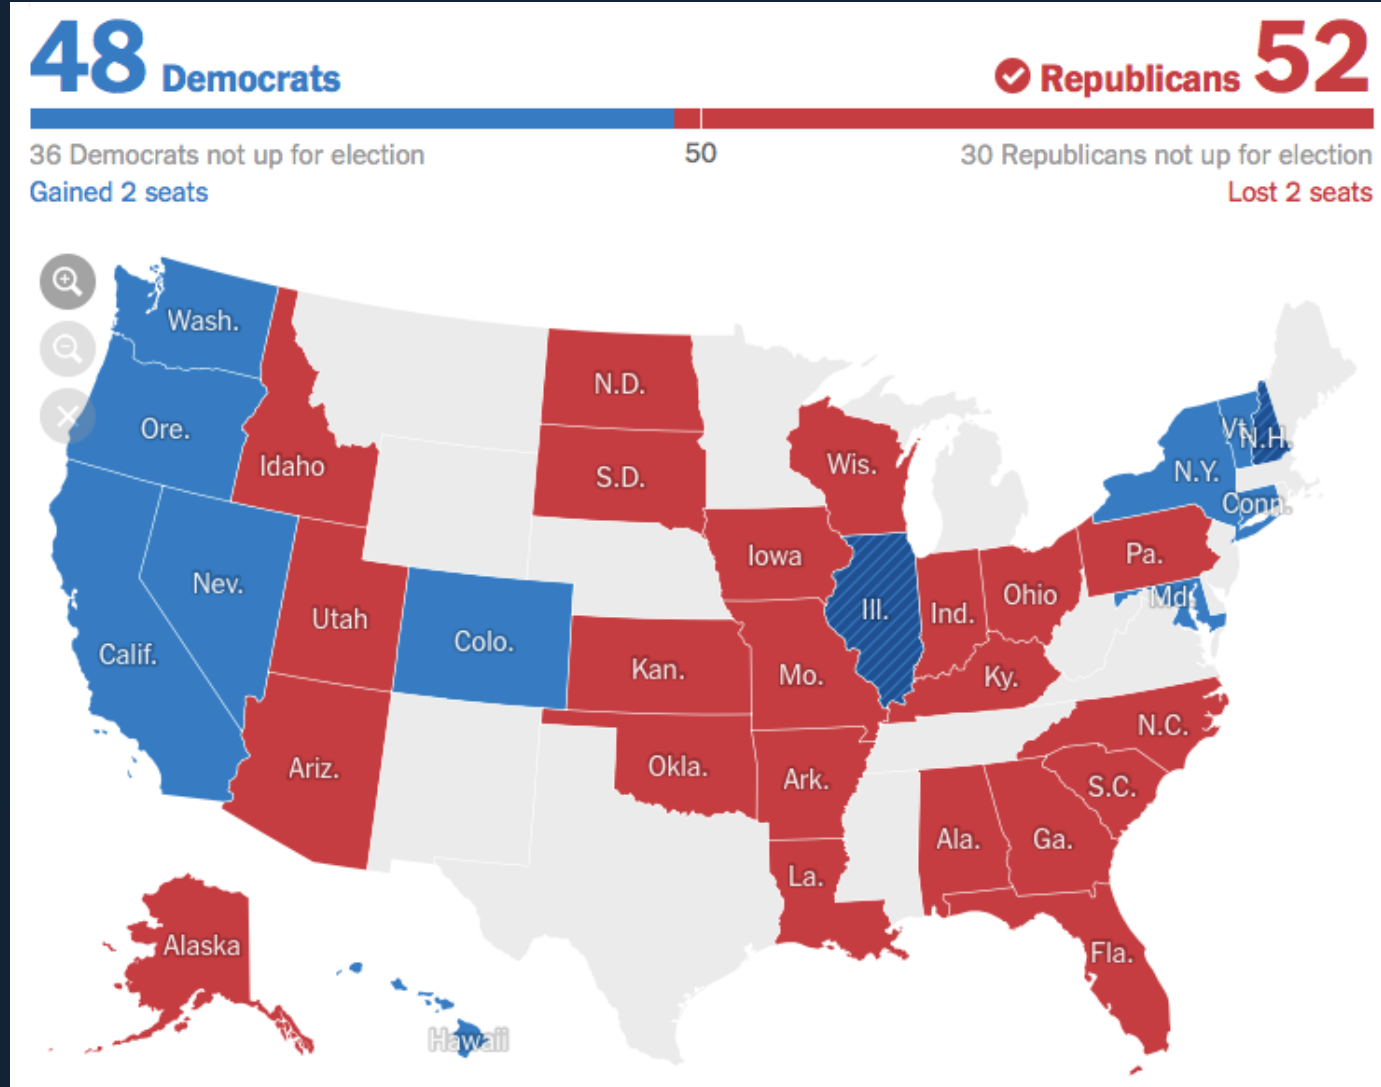 48 Democrats
Republicans 52
36 Democrats not up for election
50
30 Republicans not up for election
Gained 2 seats
Lost 2 seats
Wash.
N.D.
Ore.
Vt.
N.H.
Idaho
S.D.
Wis.
N.Y.
Conn.
Iowa
Pa.
Nev.
Utah
Colo.
Ill.
Ind.
Ohio
Md.
Calif.
Kan.
Mo.
Ky.
N.C.
Ariz.
Okla.
Ark.
S.C.
Ala.
Ga.
La.
Alaska
Fla.
Hawaii